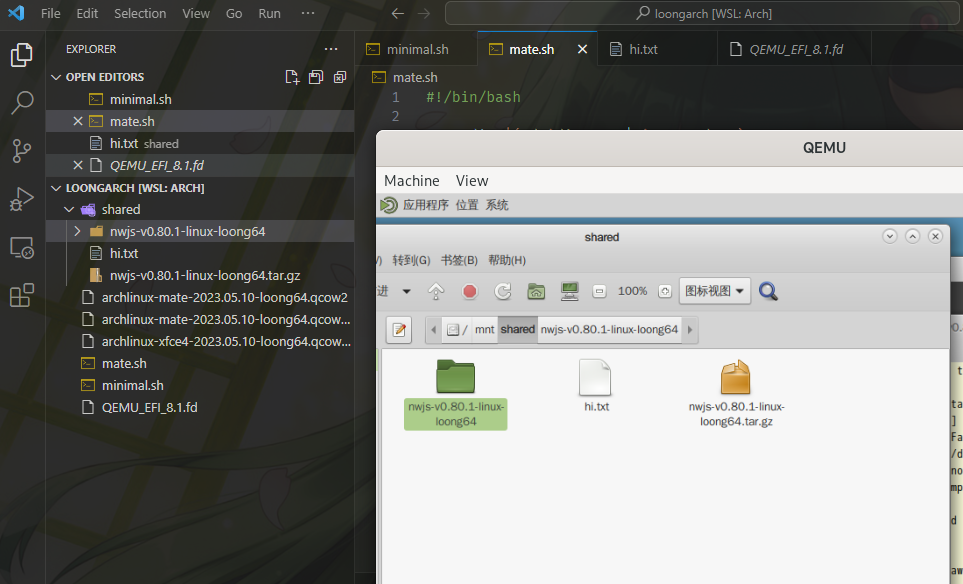 File Edit Selection View Go Run ··· loongarch [WSL: Arch]
EXPLORER ···
minimal.sh mate.sh hi.txt QEMU_EFI_8.1.fd
OPEN EDITORS
minimal.sh
mate.sh
hi.txt shared
QEMU_EFI_8.1.fd
LOONGARCH [WSL: ARCH]
shared
nwjs-v0.80.1-linux-loong64
hi.txt
nwjs-v0.80.1-linux-loong64.tar.gz
archlinux-mate-2023.05.10-loong64.qcow2
archlinux-mate-2023.05.10-loong64.qcow...
archlinux-xfce4-2023.05.10-loong64.qcow...
mate.sh
minimal.sh
QEMU_EFI_8.1.fd
mate.sh
1 #!/bin/bash
2
QEMU
Machine View
应用程序 位置 系统
shared
转到(G) 书签(B) 帮助(H)
进 100% 图标视图
/ mnt shared nwjs-v0.80.1-linux-loong64
nwjs-v0.80.1-linux-
loong64
hi.txt
nwjs-v0.80.1-linux-
loong64.tar.gz